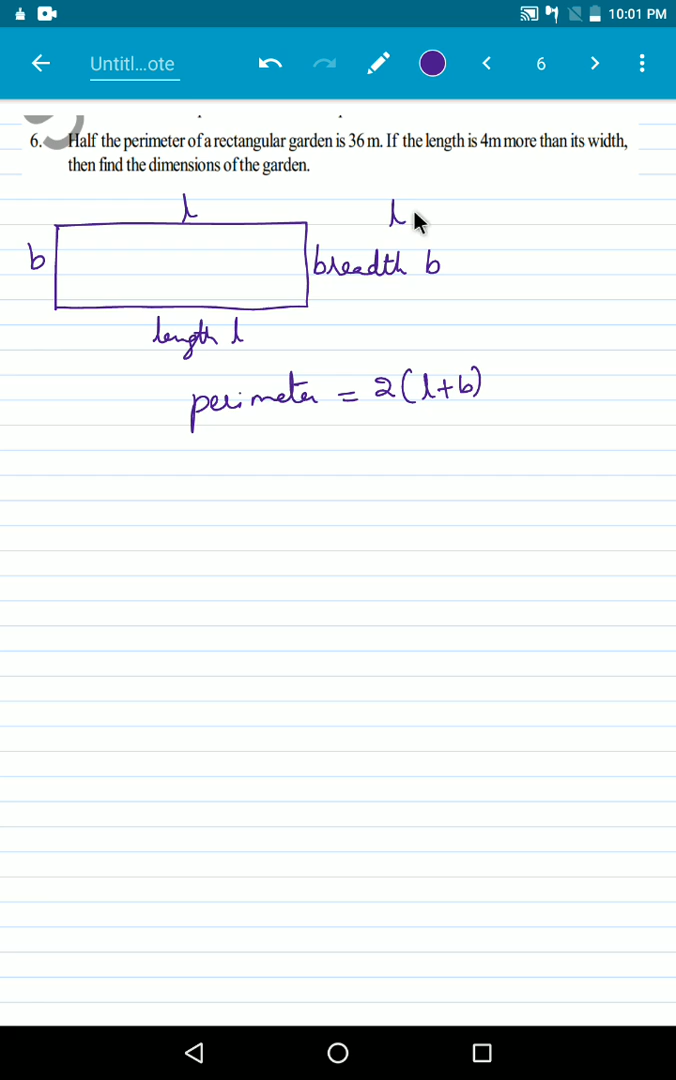 10:01 PM
Untitl...ote
6
6. Half the perimeter of a rectangular garden is 36 m. If the length is 4m more than its width,
then find the dimensions of the garden.
l
l
b
breadth b
length l
perimeter = 2(l+b)